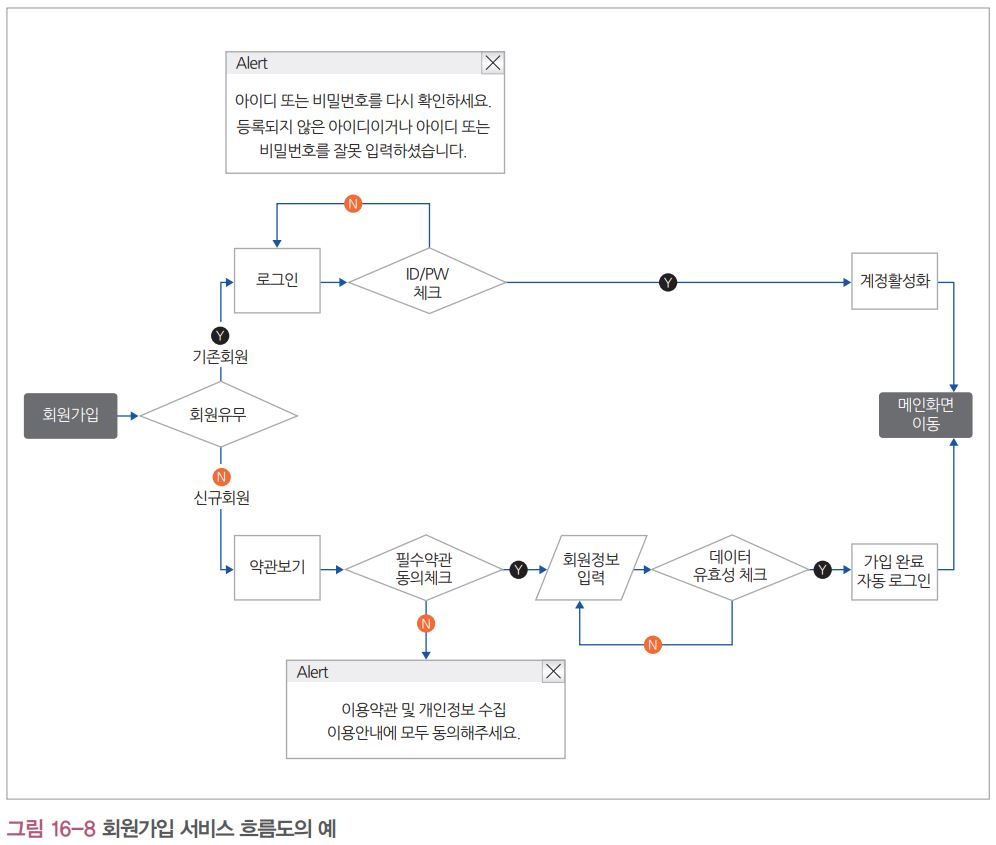 Alert
아이디 또는 비밀번호를 다시 확인하세요.
등록되지 않은 아이디이거나 아이디 또는
비밀번호를 잘못 입력하셨습니다.
N
로그인
ID/PW
체크
Y
계정활성화
Y
기존회원
회원가입
회원유무
메인화면
이동
N
신규회원
약관보기
필수약관
동의체크
Y
회원정보
입력
데이터
유효성 체크
Y
가입 완료
자동 로그인
N
N
Alert
이용약관 및 개인정보 수집
이용안내에 모두 동의해주세요.
그림 16-8 회원가입 서비스 흐름도의 예